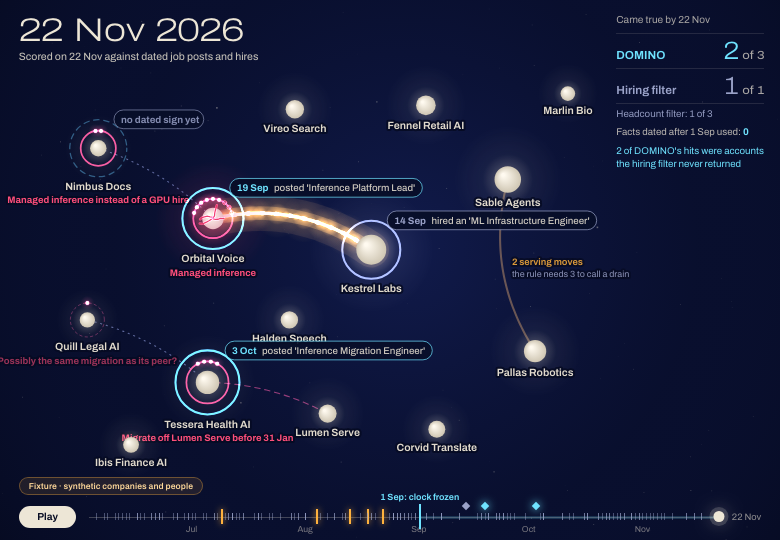 22 Nov 2026
Scored on 22 Nov against dated job posts and hires
Came true by 22 Nov
DOMINO 2 of 3
Hiring filter 1 of 1
Headcount filter: 1 of 3
Facts dated after 1 Sep used: 0
2 of DOMINO's hits were accounts
the hiring filter never returned
no dated sign yet
Vireo Search
Fennel Retail AI
Marlin Bio
Nimbus Docs
Managed inference instead of a GPU hire
19 Sep posted 'Inference Platform Lead'
Sable Agents
14 Sep hired an 'ML Infrastructure Engineer'
Orbital Voice
Managed inference
2 serving moves
the rule needs 3 to call a drain
Kestrel Labs
Halden Speech
Quill Legal AI
Possibly the same migration as its peer?
3 Oct posted 'Inference Migration Engineer'
Pallas Robotics
Tessera Health AI
Migrate off Lumen Serve before 31 Jan
Lumen Serve
Corvid Translate
Ibis Finance AI
Fixture · synthetic companies and people
1 Sep: clock frozen
Play
22 Nov
Jul Aug Sep Oct Nov